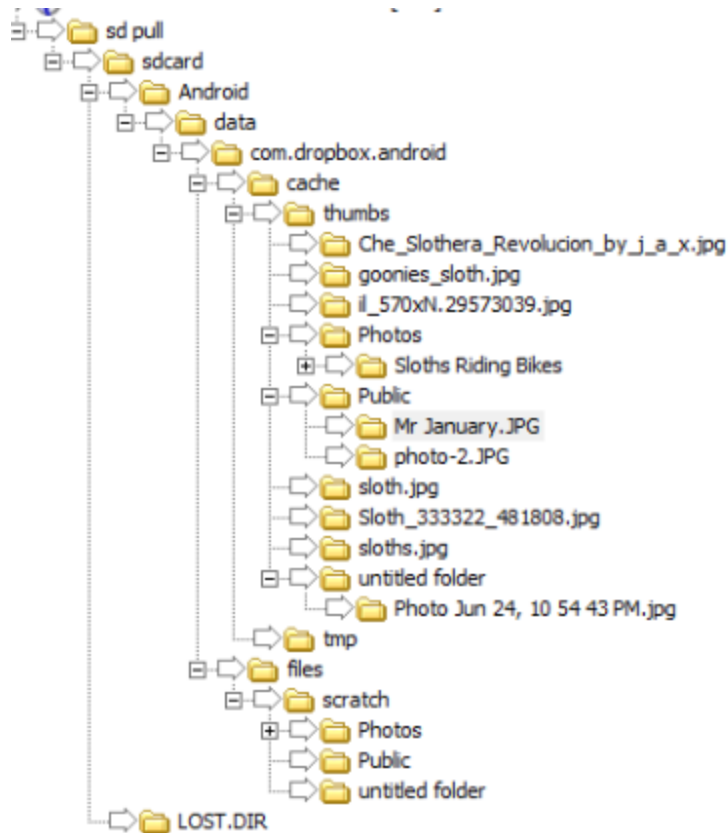 sd pull
sdcard
Android
data
com.dropbox.android
cache
thumbs
Che_Slothera_Revolucion_by_j_a_x.jpg
goonies_sloth.jpg
il_570xN.29573039.jpg
Photos
Sloths Riding Bikes
Public
Mr January.JPG
photo-2.JPG
sloth.jpg
Sloth_333322_481808.jpg
sloths.jpg
untitled folder
Photo Jun 24, 10 54 43 PM.jpg
tmp
files
scratch
Photos
Public
untitled folder
LOST.DIR